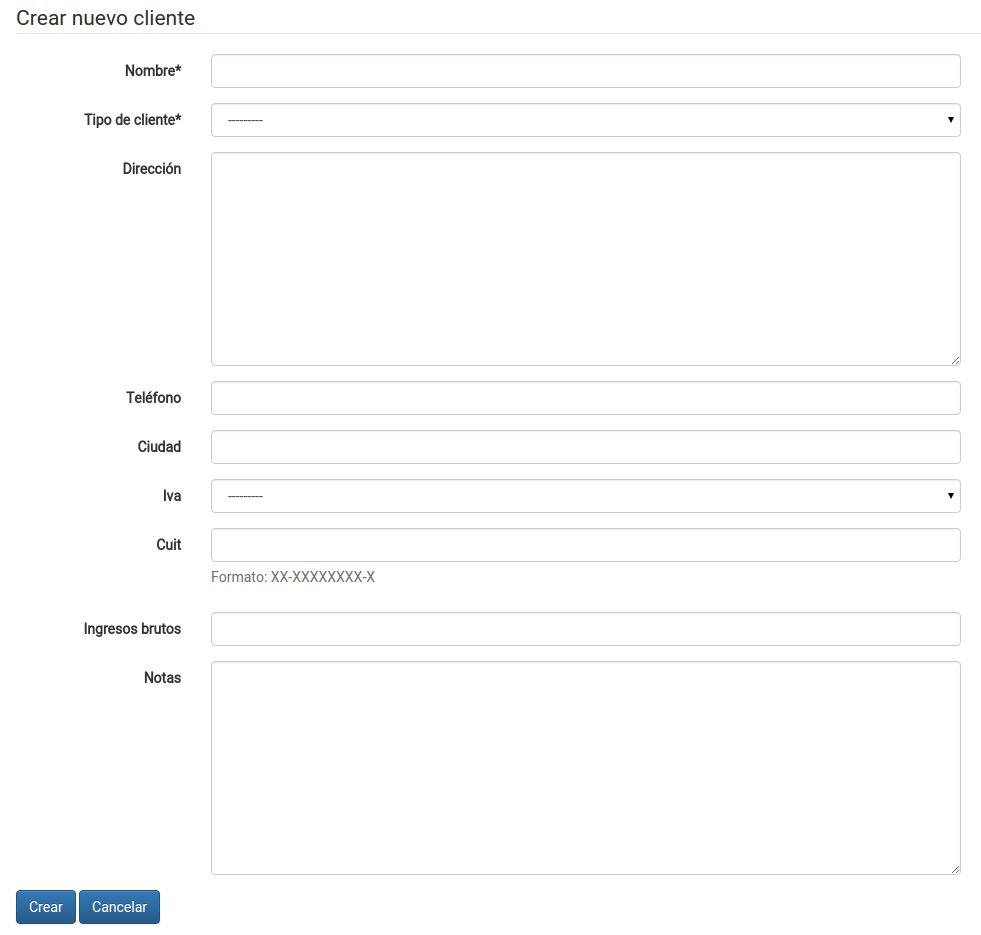 Crear nuevo cliente
Nombre*
Tipo de cliente* ---------
Dirección
Teléfono
Ciudad
Iva ---------
Cuit
Formato: XX-XXXXXXXX-X
Ingresos brutos
Notas
Crear Cancelar